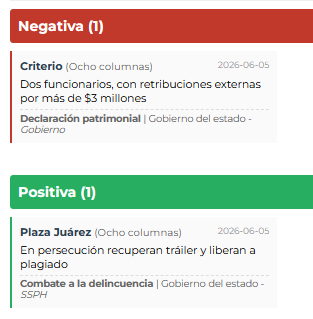 Negativa (1)
Criterio (Ocho columnas) 2026-06-05
Dos funcionarios, con retribuciones externas
por más de $3 millones
Declaración patrimonial | Gobierno del estado -
Gobierno
Positiva (1)
Plaza Juárez (Ocho columnas) 2026-06-05
En persecución recuperan tráiler y liberan a
plagiado
Combate a la delincuencia | Gobierno del estado -
SSPH